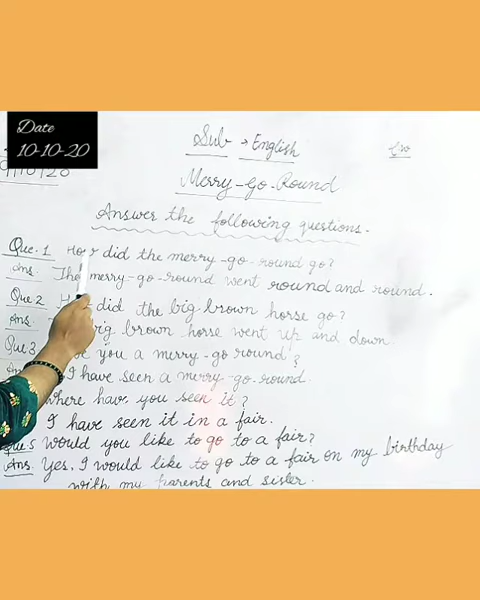 Date
10-10-20
Sub → English
C.W
Merry-Go-Round
Answer the following questions.
Que.1 How did the merry-go-round go?
Ans. The merry-go-round went round and round.
Que 2 did the big brown horse go?
Ans. big brown horse went up and down
Que 3 you a merry-go round?
I have seen a merry-go-round.
where have you seen it?
I have seen it in a fair.
Que 5 would you like to go to a fair?
Ans. Yes, I would like to go to a fair on my birthday
with my parents and sister.